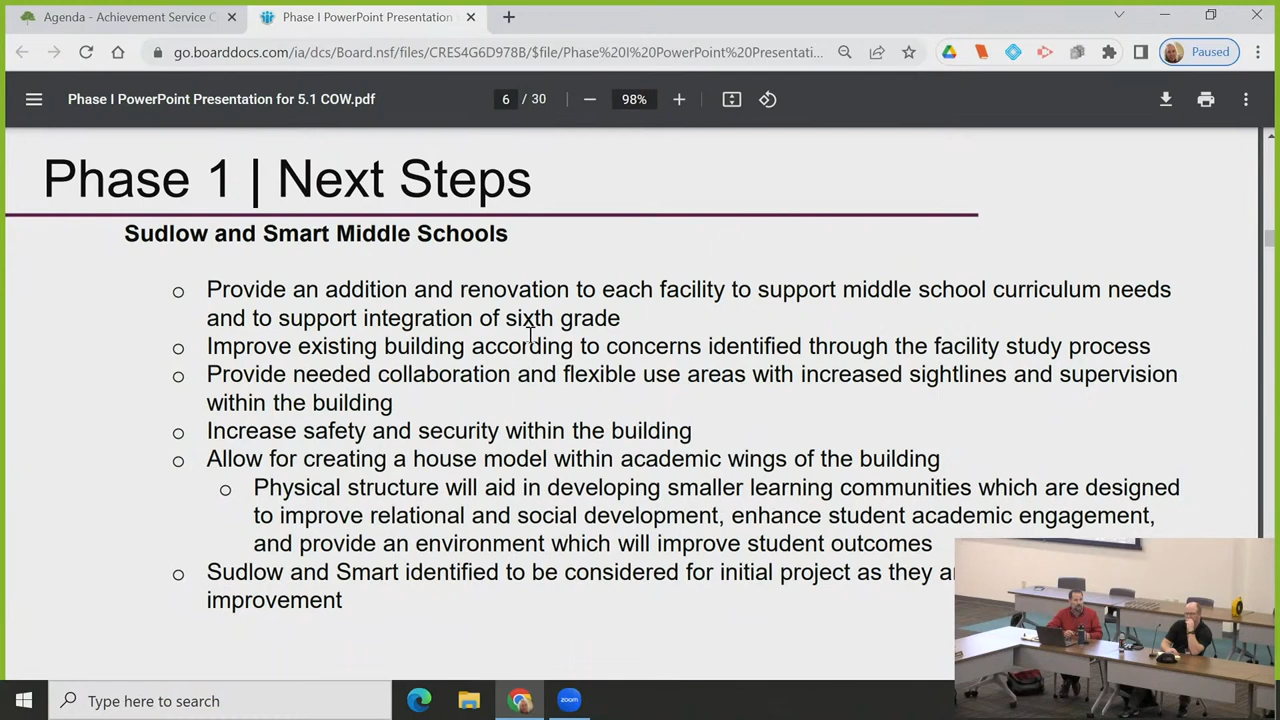 Agenda - Achievement Service C
Phase I PowerPoint Presentation
go.boarddocs.com/ia/dcs/Board.nsf/files/CRES4G6D978B/$file/Phase%20I%20PowerPoint%20Presentati...
Paused
Phase I PowerPoint Presentation for 5.1 COW.pdf
6 / 30
98%
Phase 1 | Next Steps
Sudlow and Smart Middle Schools
Provide an addition and renovation to each facility to support middle school curriculum needs
and to support integration of sixth grade
Improve existing building according to concerns identified through the facility study process
Provide needed collaboration and flexible use areas with increased sightlines and supervision
within the building
Increase safety and security within the building
Allow for creating a house model within academic wings of the building
Physical structure will aid in developing smaller learning communities which are designed
to improve relational and social development, enhance student academic engagement,
and provide an environment which will improve student outcomes
Sudlow and Smart identified to be considered for initial project as they
improvement
Type here to search
zoom